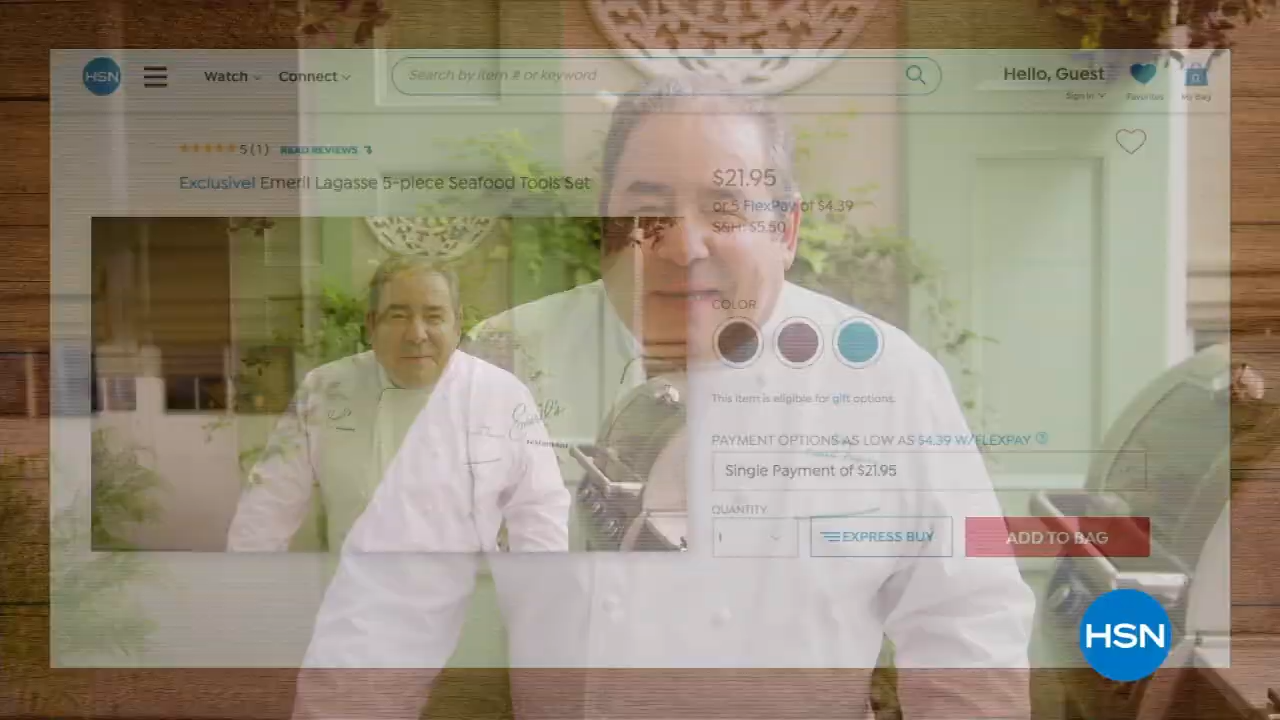 HSN
Watch
Connect
Search by item # or keyword
Hello, Guest
Sign In
Favorites
0
My Bag
5 (1)
READ REVIEWS
Exclusive! Emeril Lagasse 5-piece Seafood Tools Set
$21.95
or 5 FlexPay of $4.39
S&H: $5.50
COLOR
This item is eligible for gift options.
PAYMENT OPTIONS AS LOW AS $4.39 W/FLEXPAY ?
Single Payment of $21.95
QUANTITY
1
EXPRESS BUY
ADD TO BAG
Emeril's
HSN